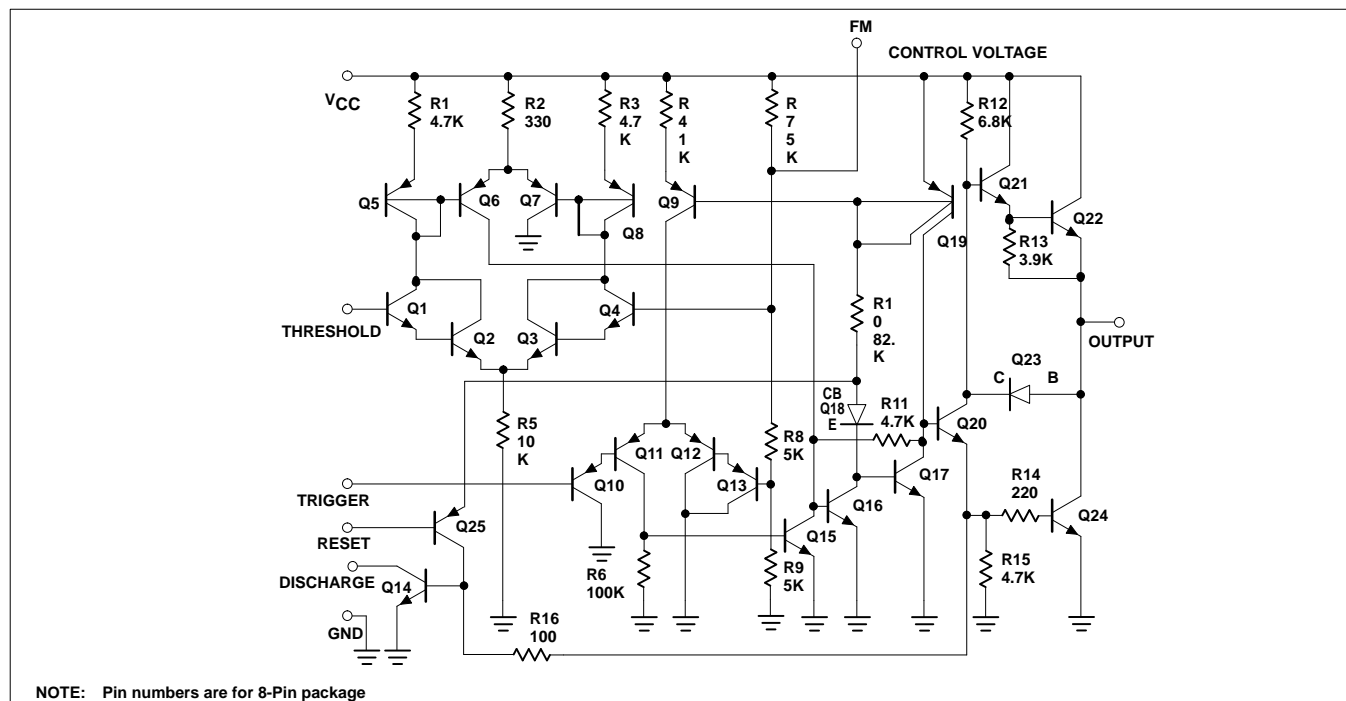 FM
CONTROL VOLTAGE
VCC
R1
4.7K
R2
330
R3
4.7
K
R
4
1
K
R
7
5
K
R12
6.8K
Q5
Q6
Q7
Q8
Q9
Q19
Q21
Q22
R13
3.9K
THRESHOLD
Q1
Q2
Q3
Q4
R1
0
82.
K
OUTPUT
Q23
C
B
CB
Q18
E
R11
4.7K
Q20
R5
10
K
Q11
Q12
R8
5K
Q10
Q13
Q17
R14
220
TRIGGER
Q16
Q25
Q15
Q24
RESET
DISCHARGE
Q14
R6
100K
R9
5K
R15
4.7K
GND
R16
100
NOTE: Pin numbers are for 8-Pin package